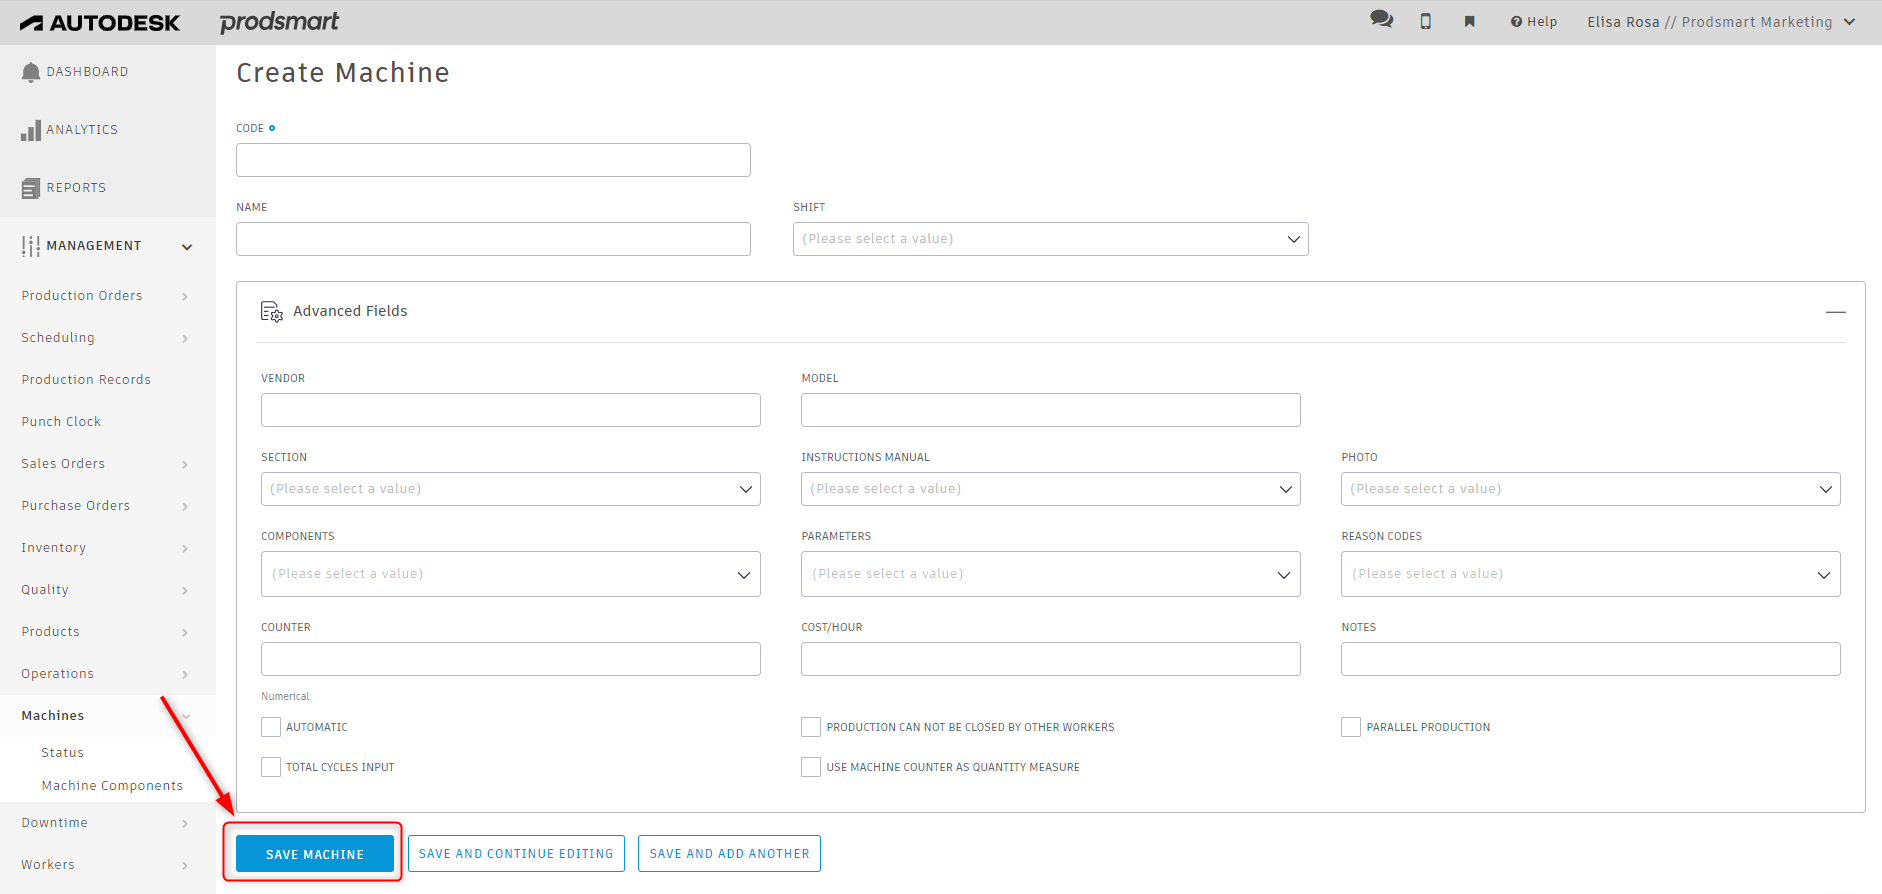 AUTODESK prodsmart Help Elisa Rosa // Prodsmart Marketing
DASHBOARD
ANALYTICS
REPORTS
MANAGEMENT
Production Orders
Scheduling
Production Records
Punch Clock
Sales Orders
Purchase Orders
Inventory
Quality
Products
Operations
Machines
Status
Machine Components
Downtime
Workers
Create Machine
CODE
NAME SHIFT
(Please select a value)
Advanced Fields
VENDOR MODEL
SECTION INSTRUCTIONS MANUAL PHOTO
(Please select a value) (Please select a value) (Please select a value)
COMPONENTS PARAMETERS REASON CODES
(Please select a value) (Please select a value) (Please select a value)
COUNTER COST/HOUR NOTES
Numerical.
AUTOMATIC PRODUCTION CAN NOT BE CLOSED BY OTHER WORKERS PARALLEL PRODUCTION
TOTAL CYCLES INPUT USE MACHINE COUNTER AS QUANTITY MEASURE
SAVE MACHINE SAVE AND CONTINUE EDITING SAVE AND ADD ANOTHER